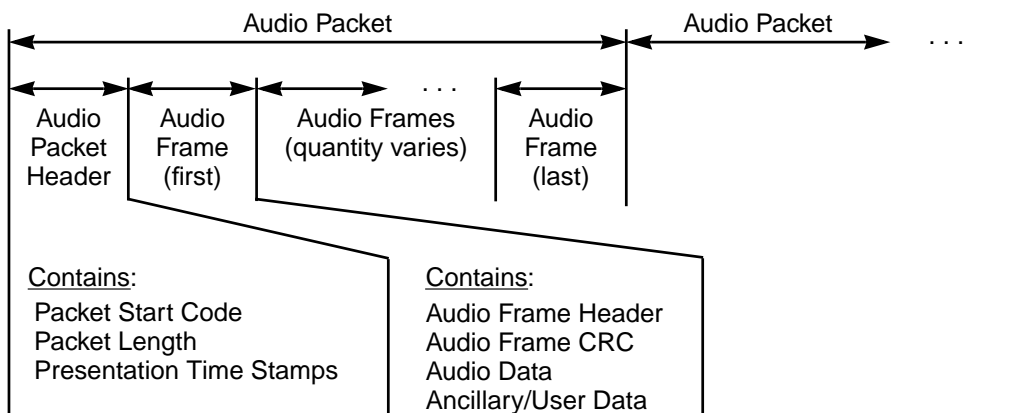 Audio Packet
Audio Packet
. . .
. . .
Audio
Packet
Header
Audio
Frame
(first)
Audio Frames
(quantity varies)
Audio
Frame
(last)
Contains:
Packet Start Code
Packet Length
Presentation Time Stamps
Contains:
Audio Frame Header
Audio Frame CRC
Audio Data
Ancillary/User Data